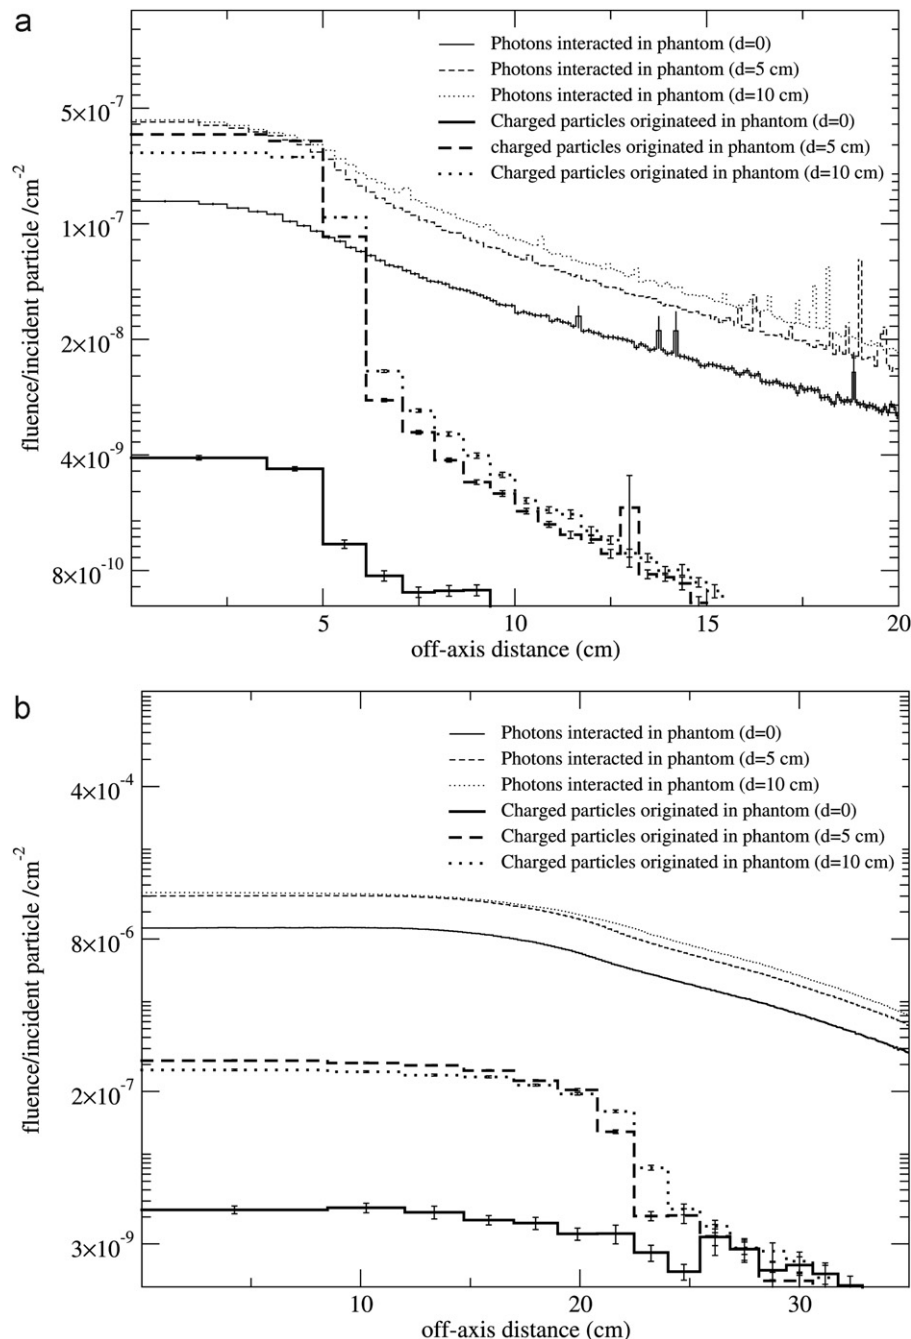 a
Photons interacted in phantom (d=0)
Photons interacted in phantom (d=5 cm)
Photons interacted in phantom (d=10 cm)
Charged particles originateed in phantom (d=0)
charged particles originated in phantom (d=5 cm)
Charged particles originated in phantom (d=10 cm)
fluence/incident particle /cm⁻²
5×10⁻⁷
1×10⁻⁷
2×10⁻⁸
4×10⁻⁹
8×10⁻¹⁰
5 10 15 20
off-axis distance (cm)
b
Photons interacted in phantom (d=0)
Photons interacted in phantom (d=5 cm)
Photons interacted in phantom (d=10 cm)
Charged particles originated in phantom (d=0)
Charged particles originated in phantom (d=5 cm)
Charged particles originated in phantom (d=10 cm)
fluence/incident particle /cm⁻²
4×10⁻⁴
8×10⁻⁶
2×10⁻⁷
3×10⁻⁹
10 20 30
off-axis distance (cm)